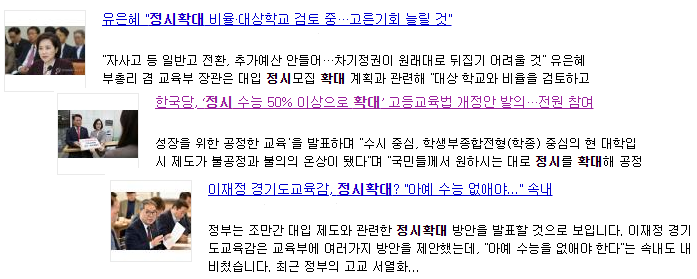 유은혜 "정시확대 비율·대상학교 검토 중…고른기회 늘릴 것"
"자사고 등 일반고 전환, 추가예산 안들어…차기정권이 원래대로 뒤집기 어려울 것" 유은혜
부총리 겸 교육부 장관은 대입 정시모집 확대 계획과 관련해 "대상 학교와 비율을 검토하고
한국당, '정시 수능 50% 이상으로 확대' 고등교육법 개정안 발의…전원 참여
성장을 위한 공정한 교육'을 발표하며 "수시 중심, 학생부종합전형(학종) 중심의 현 대학입
시 제도가 불공정과 불의의 온상이 됐다"며 "국민들께서 원하시는 대로 정시를 확대해 공정
이재정 경기도교육감, 정시확대? "아예 수능 없애야..." 속내
정부는 조만간 대입 제도와 관련한 정시확대 방안을 발표할 것으로 보입니다. 이재정 경기
도교육감은 교육부에 여러가지 방안을 제안했는데, "아예 수능을 없애야 한다"는 속내도 내
비쳤습니다. 최근 정부의 고교 서열화...